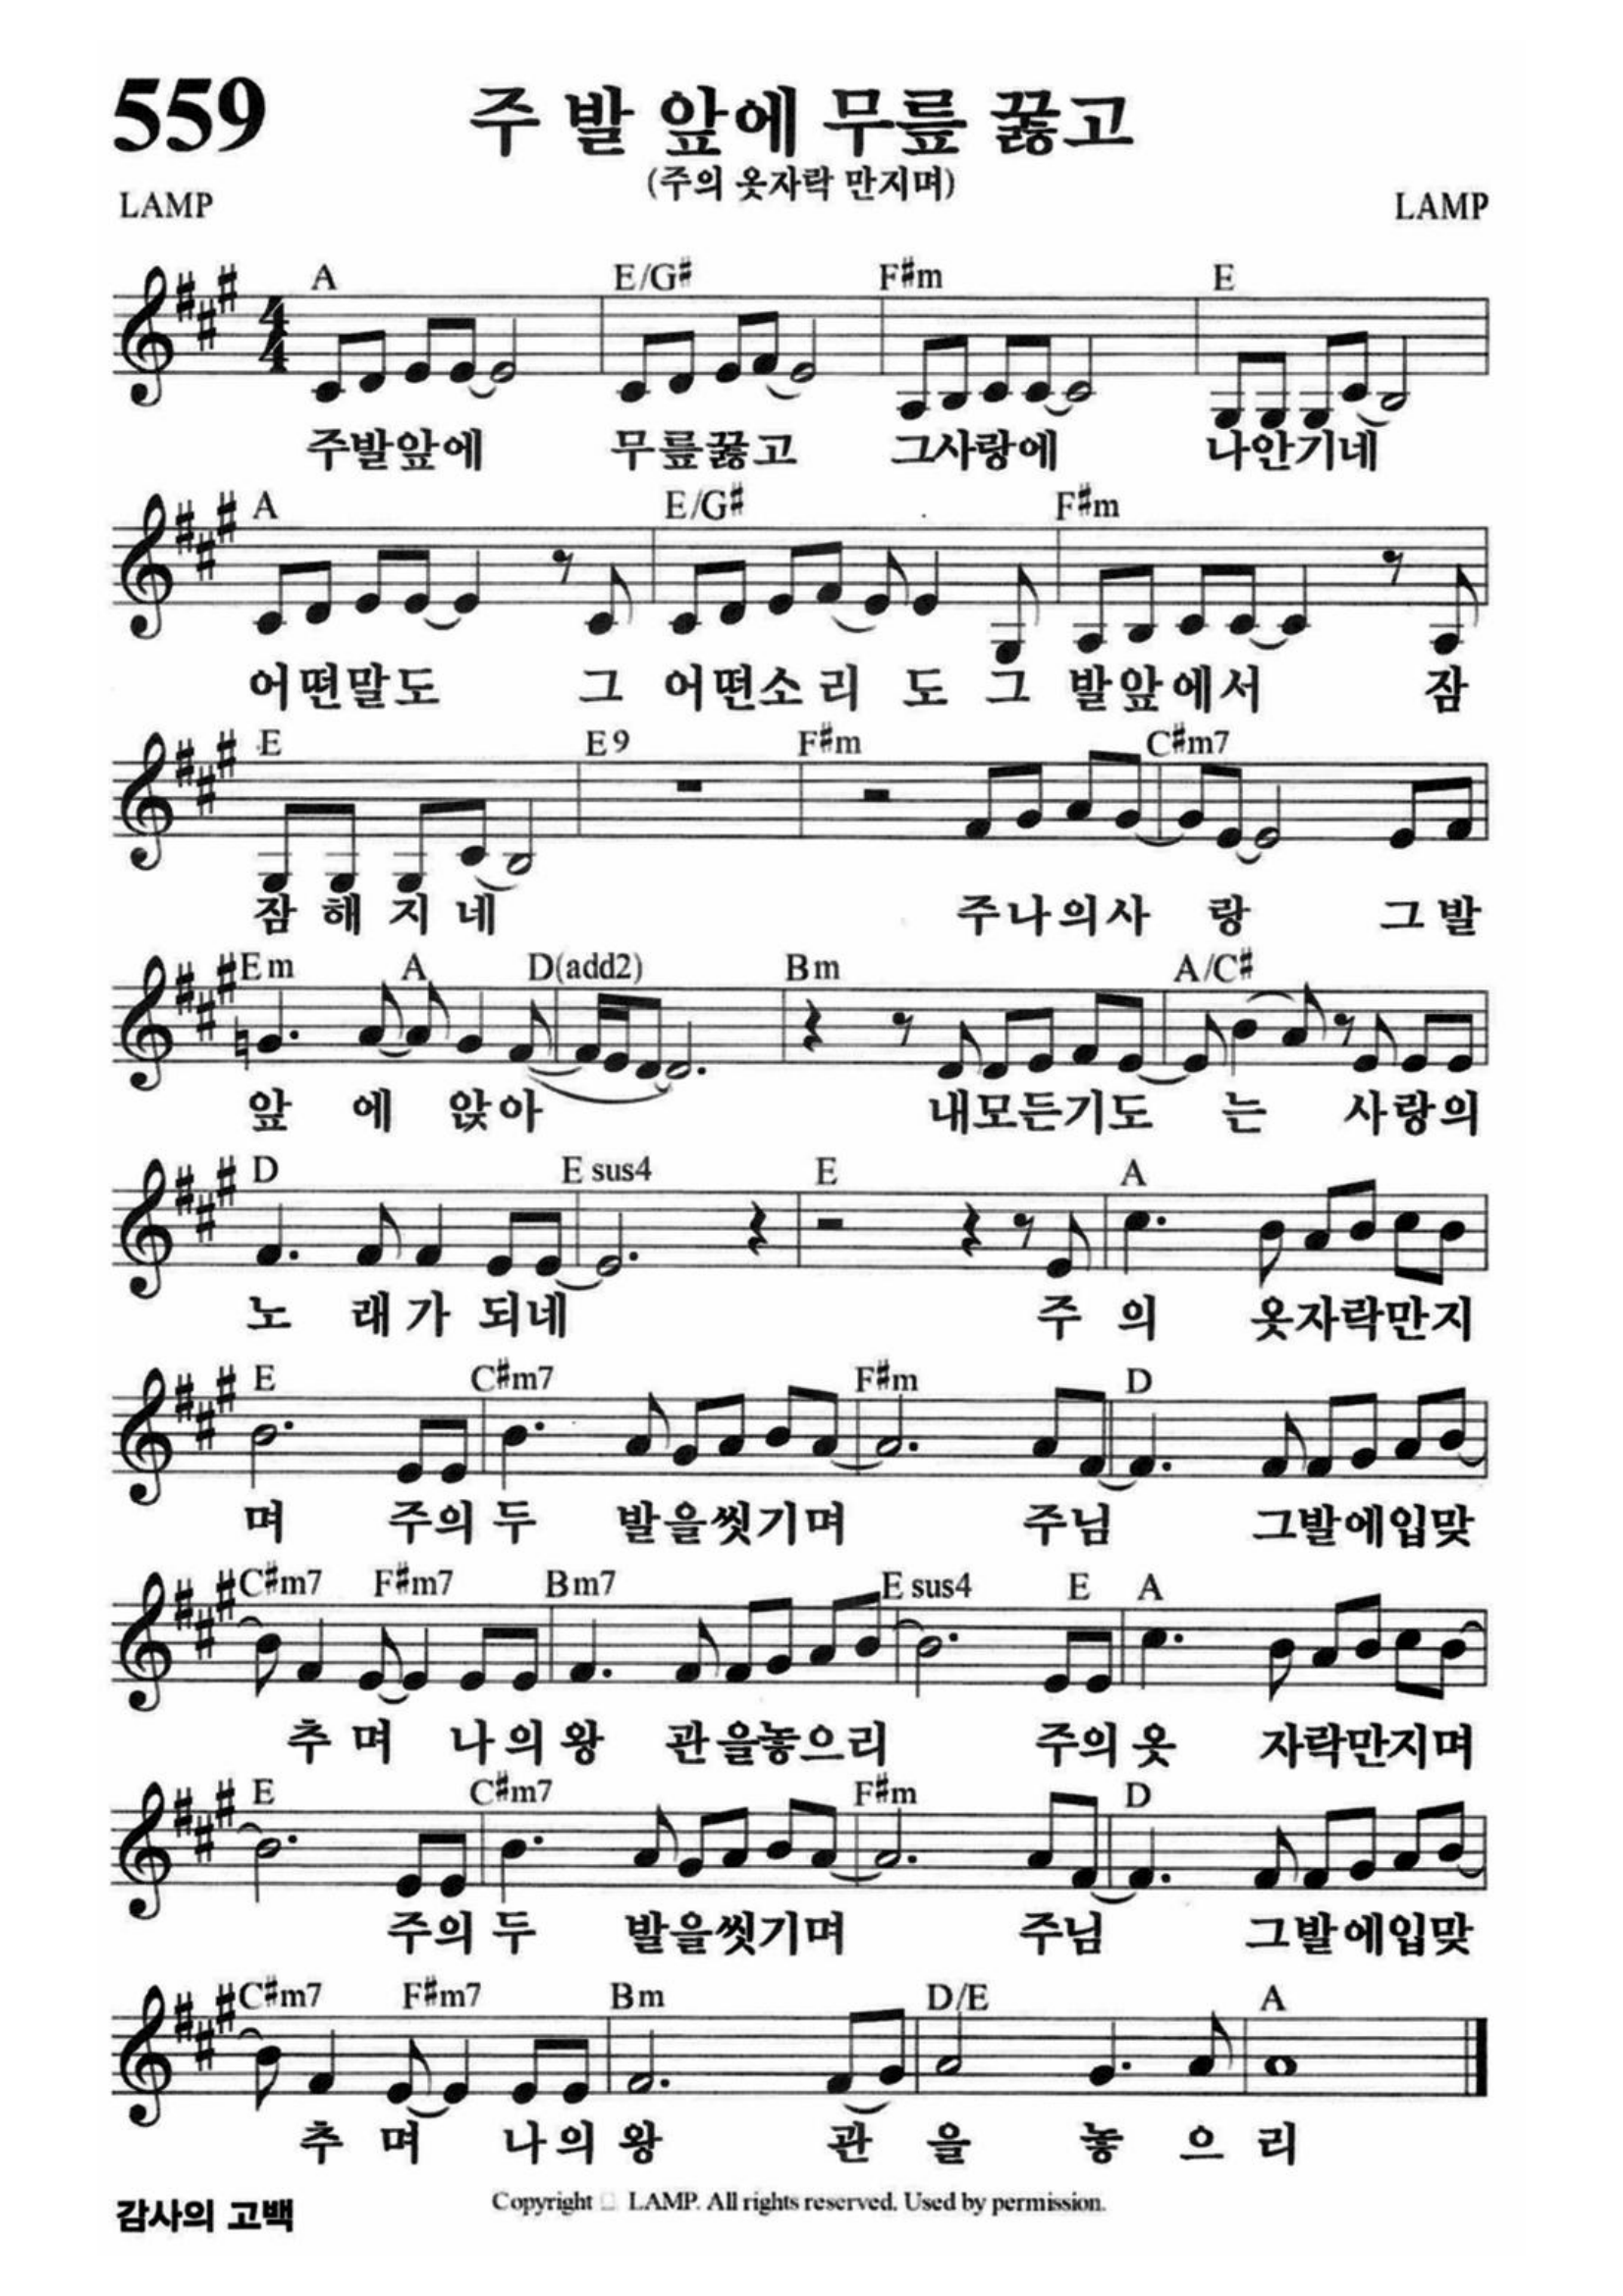 559
주 발 앞에 무릎 꿇고
(주의 옷자락 만지며)
LAMP
LAMP
A E/G♯ F♯m E
주발앞에 무릎꿇고 그사랑에 나안기네
A E/G♯ F♯m
어떤말도 그 어떤소리 도 그 발앞에서 잠
E E9 F♯m C♯m7
잠 해 지 네 주나의사 랑 그 발
Em A D(add2) Bm A/C♯
앞 에 앉아 내모든기도 는 사랑의
D E sus4 E A
노 래가 되네 주 의 옷자락만지
E C♯m7 F♯m D
며 주의 두 발을씻기며 주님 그발에입맞
C♯m7 F♯m7 Bm7 E sus4 E A
추 며 나의왕 관을놓으리 주의 옷 자락만지며
E C♯m7 F♯m D
주의 두 발을씻기며 주님 그발에입맞
C♯m7 F♯m7 Bm D/E A
추 며 나의 왕 관 을 놓 으 리
감사의 고백
Copyright LAMP. All rights reserved. Used by permission.